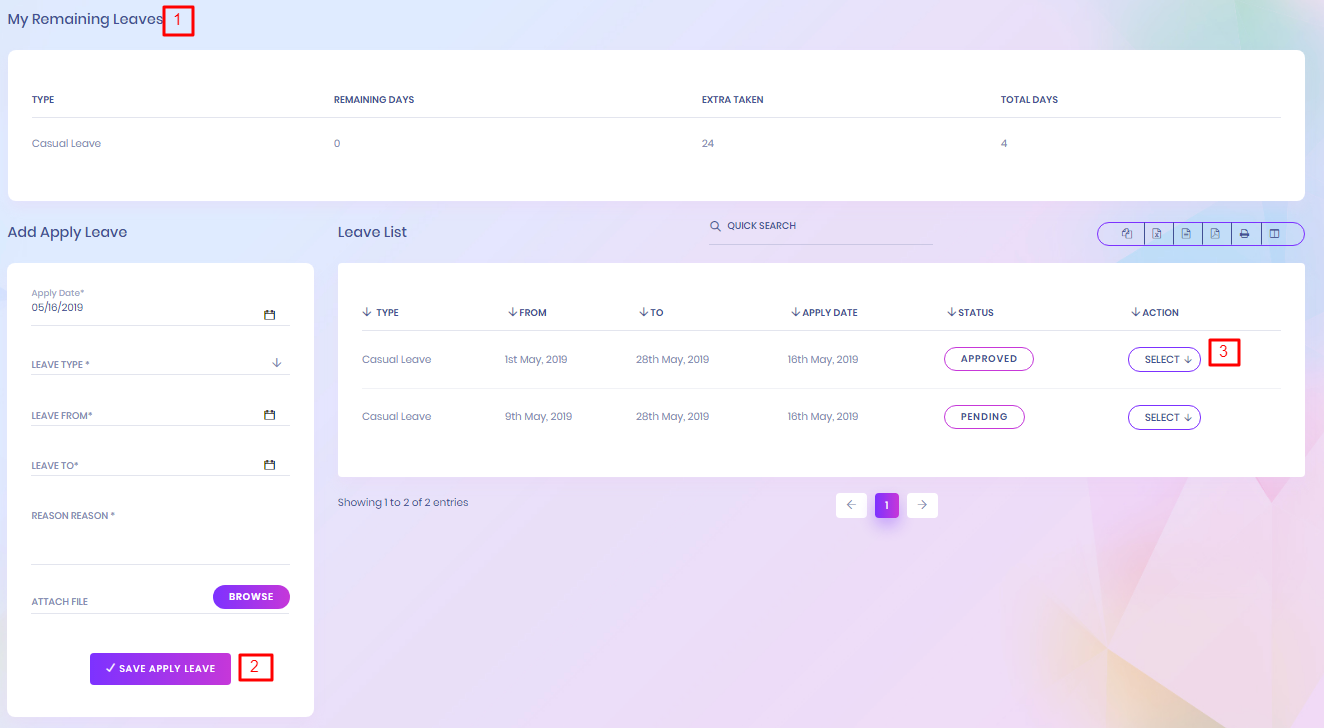 My Remaining Leaves 1
TYPE REMAINING DAYS EXTRA TAKEN TOTAL DAYS
Casual Leave 0 24 4
Add Apply Leave
Apply Date*
05/16/2019
LEAVE TYPE *
LEAVE FROM*
LEAVE TO*
REASON REASON *
ATTACH FILE BROWSE
SAVE APPLY LEAVE 2
Leave List QUICK SEARCH
TYPE FROM TO APPLY DATE STATUS ACTION
Casual Leave 1st May, 2019 28th May, 2019 16th May, 2019 APPROVED SELECT 3
Casual Leave 9th May, 2019 28th May, 2019 16th May, 2019 PENDING SELECT
Showing 1 to 2 of 2 entries 1